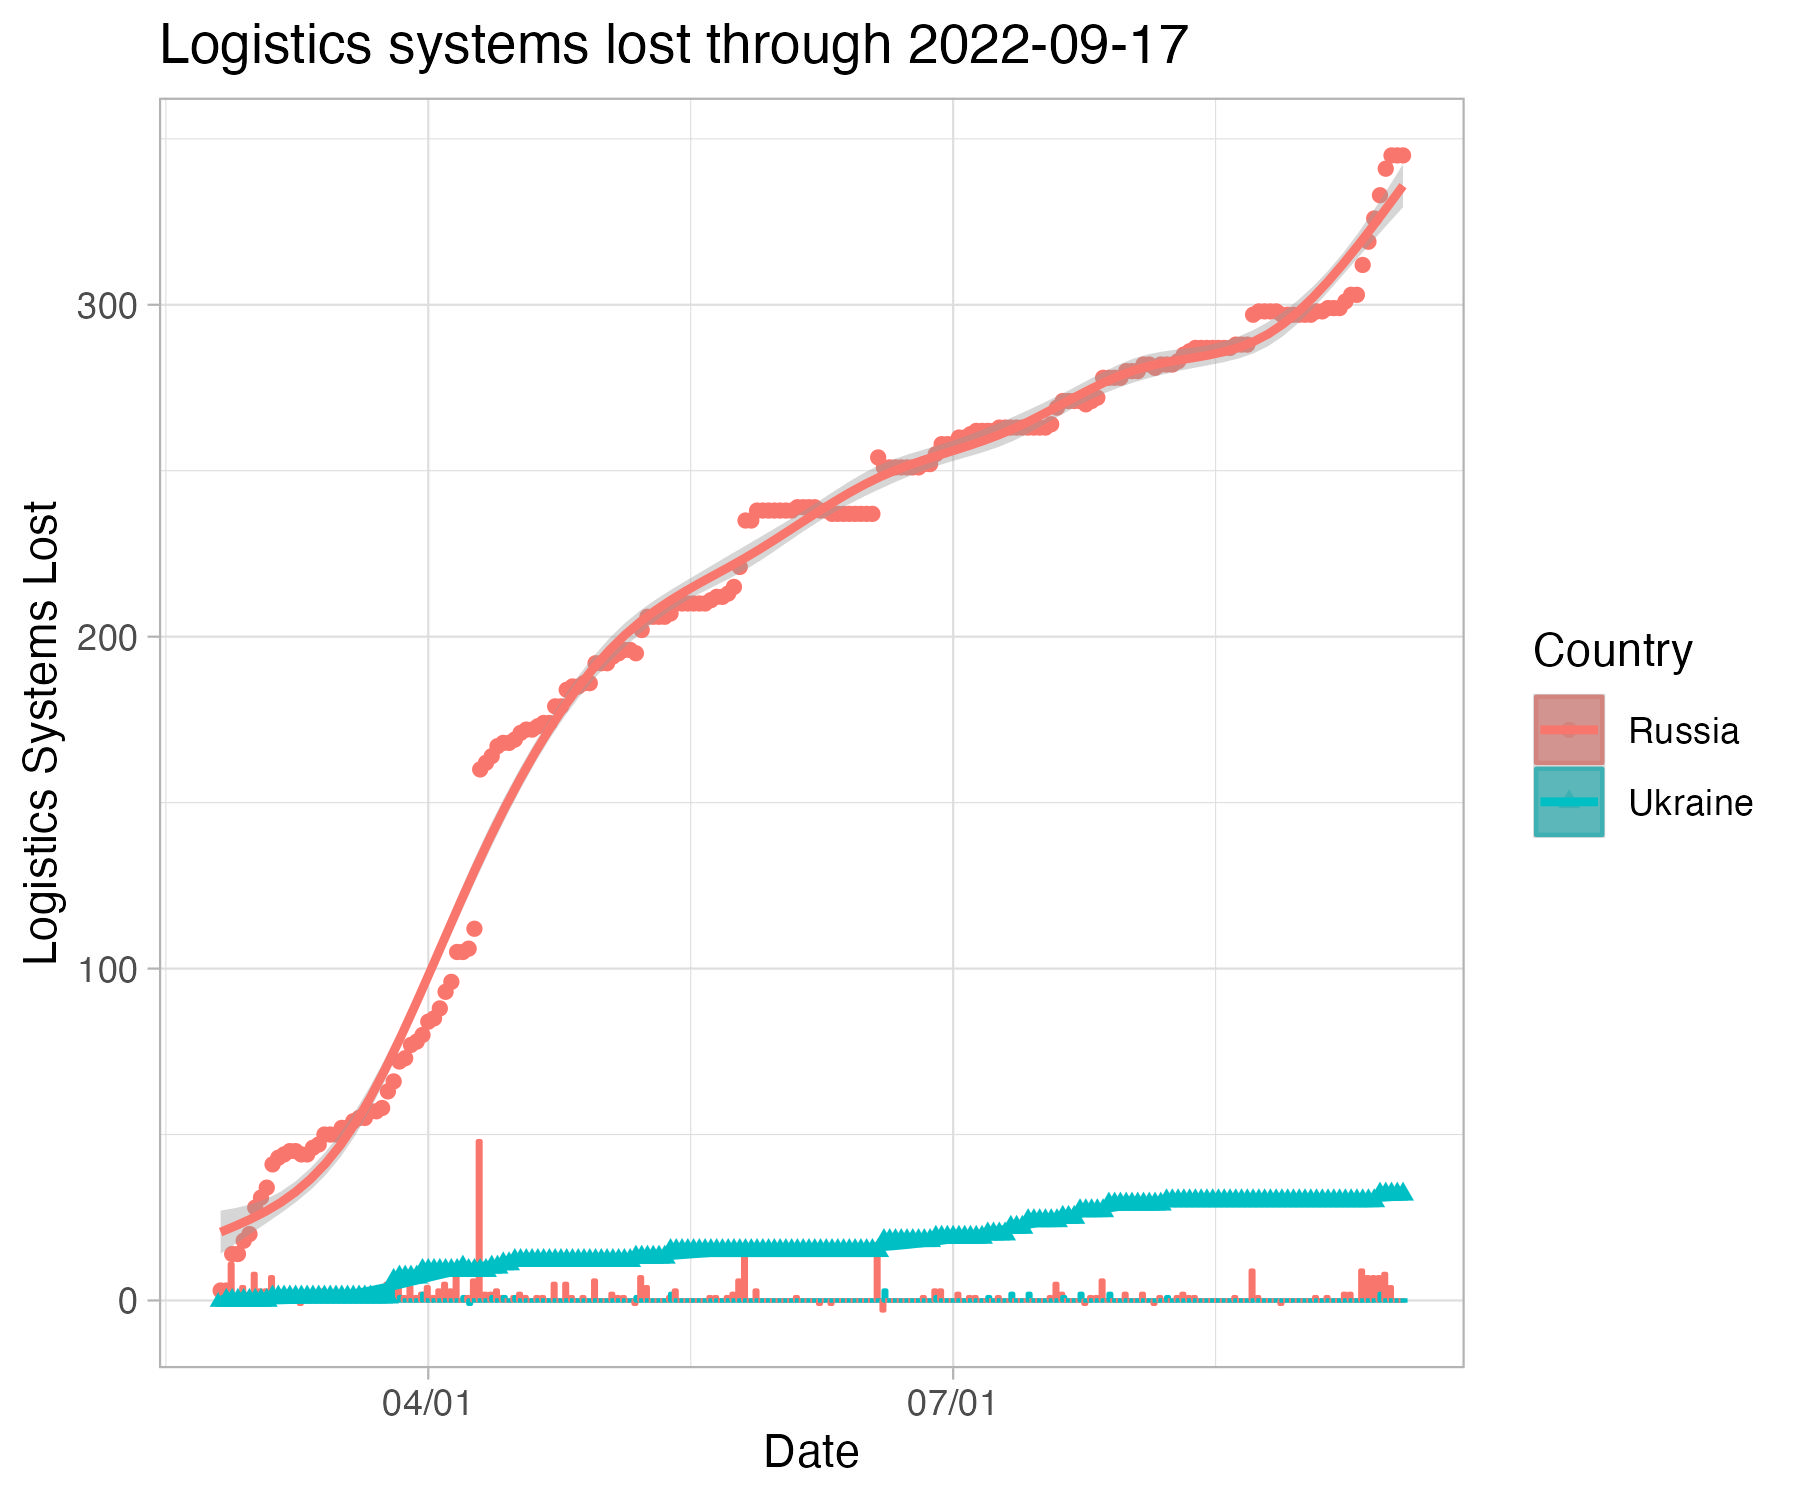 Logistics systems lost through 2022-09-17
Logistics Systems Lost
300
200
100
0
04/01
07/01
Date
Country
Russia
Ukraine